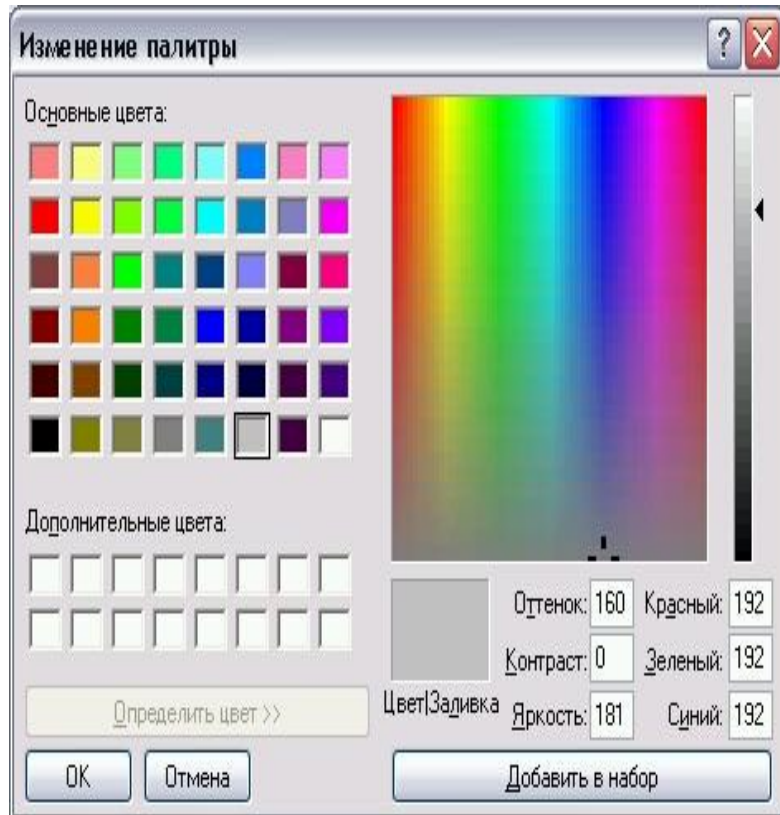 Изменение палитры
?
Основные цвета:
Дополнительные цвета:
Определить цвет >>
ОК
Отмена
Цвет|Заливка
Оттенок: 160
Контраст: 0
Яркость: 181
Красный: 192
Зеленый: 192
Синий: 192
Добавить в набор